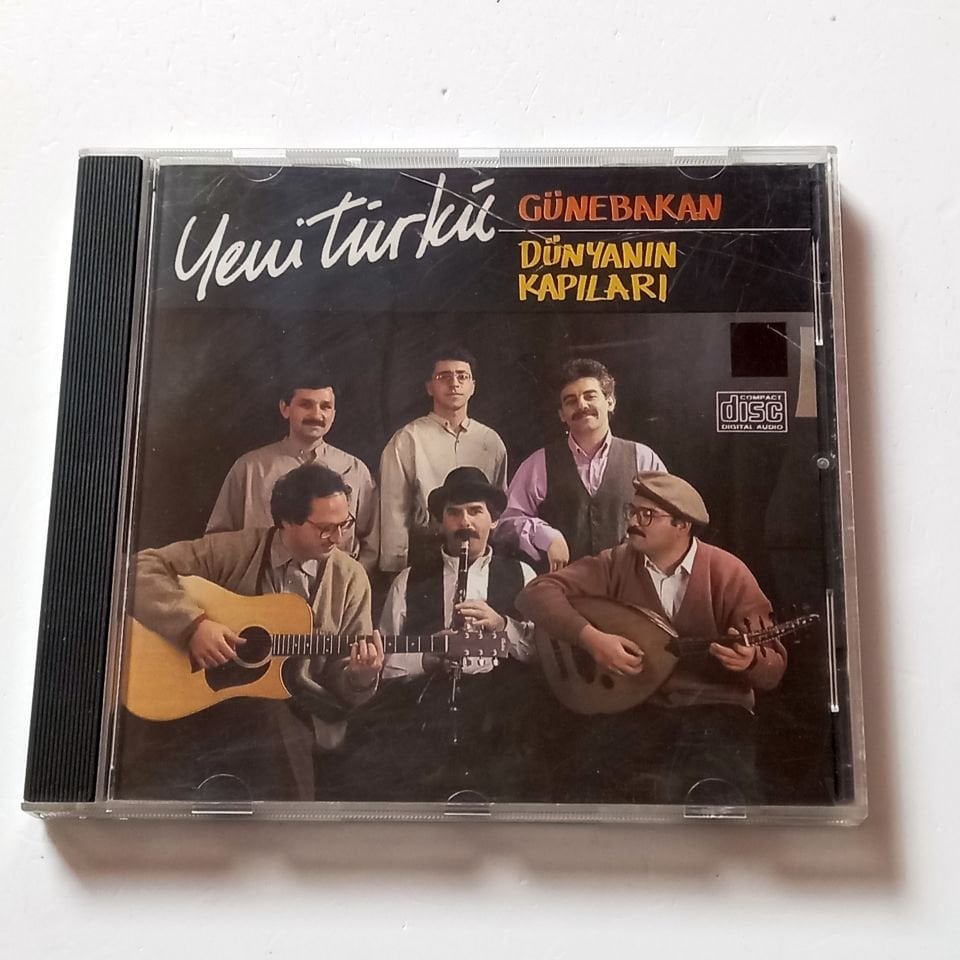 Yeni Türkü
GÜNEBAKAN
DÜNYANIN
KAPILARI
COMPACT
disc
DIGITAL AUDIO